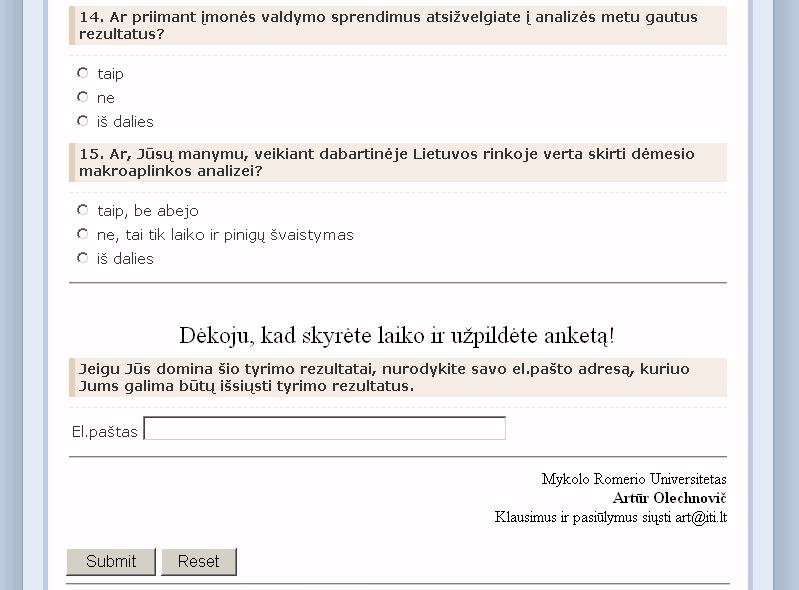 14. Ar priimant įmonės valdymo sprendimus atsižvelgiate į analizės metu gautus
rezultatus?
taip
ne
iš dalies
15. Ar, Jūsų manymu, veikiant dabartinėje Lietuvos rinkoje verta skirti dėmesio
makroaplinkos analizei?
taip, be abejo
ne, tai tik laiko ir pinigų švaistymas
iš dalies
Dėkoju, kad skyrėte laiko ir užpildėte anketą!
Jeigu Jūs domina šio tyrimo rezultatai, nurodykite savo el.pašto adresą, kuriuo
Jums galima būtų išsiųsti tyrimo rezultatus.
El.paštas
Mykolo Romerio Universitetas
Artūr Olechnovič
Klausimus ir pasiūlymus siųsti art@iti.lt
Submit Reset